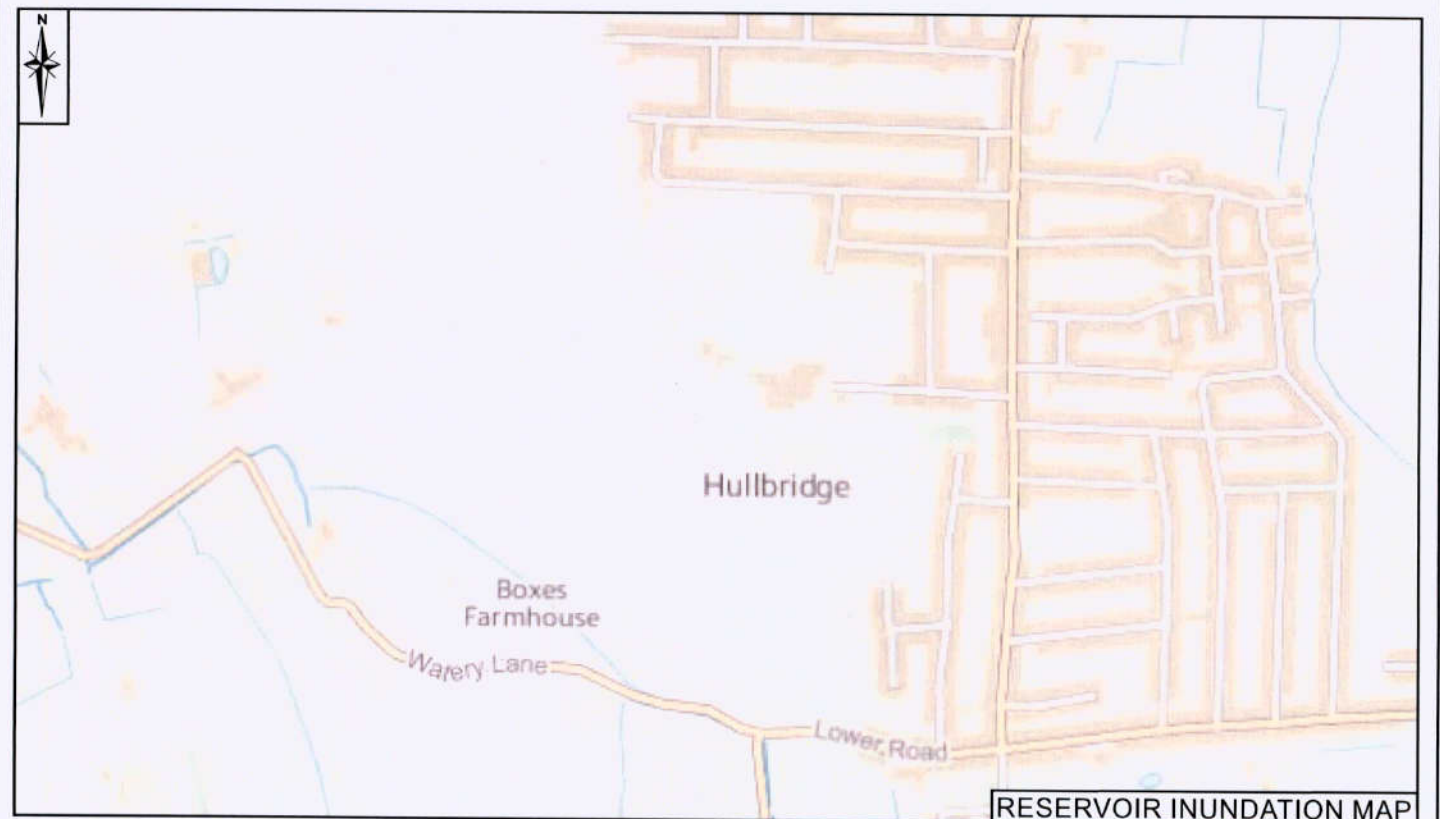 N
Hullbridge
Boxes
Farmhouse
Watery Lane
Lower Road
RESERVOIR INUNDATION MAP